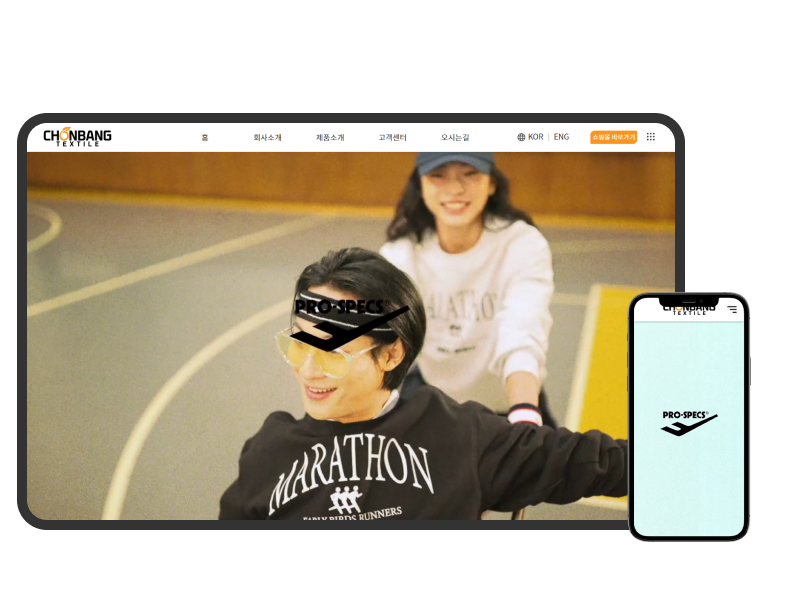 CHONBANG
TEXTILE
홈
회사소개
제품소개
고객센터
오시는길
KOR | ENG
쇼핑몰 바로가기
PRO-SPECS®
MARATHON
EARLY BIRDS RUNNERS
CHONBANG
TEXTILE
PRO-SPECS®